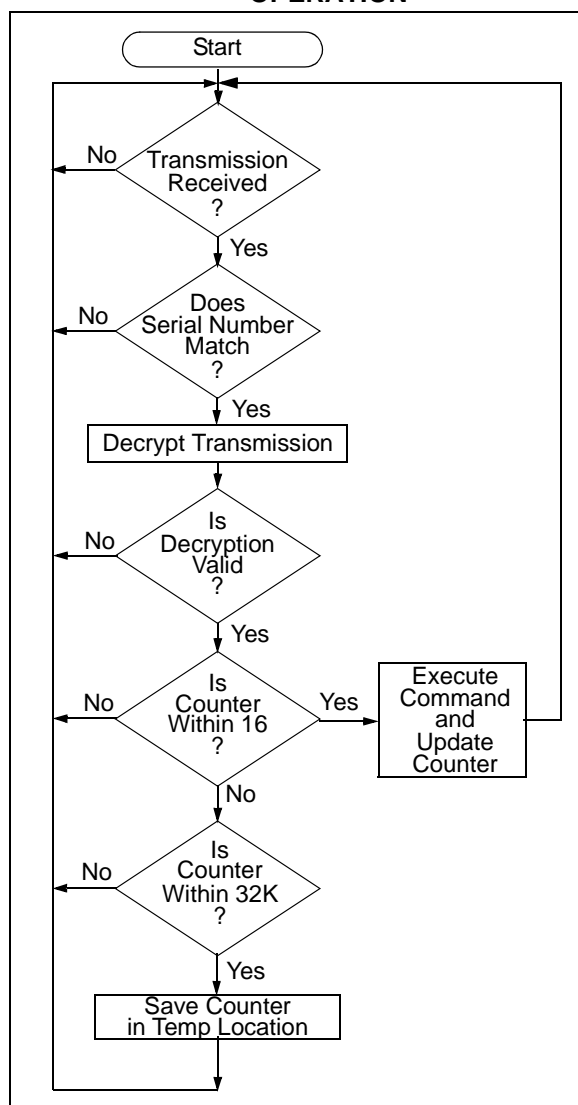 OPERATION
Start
No
Transmission
Received
?
Yes
No
Does
Serial Number
Match
?
Yes
Decrypt Transmission
No
Is
Decryption
Valid
?
Yes
No
Is
Counter
Within 16
?
Yes
Execute
Command
and
Update
Counter
No
No
Is
Counter
Within 32K
?
Yes
Save Counter
in Temp Location